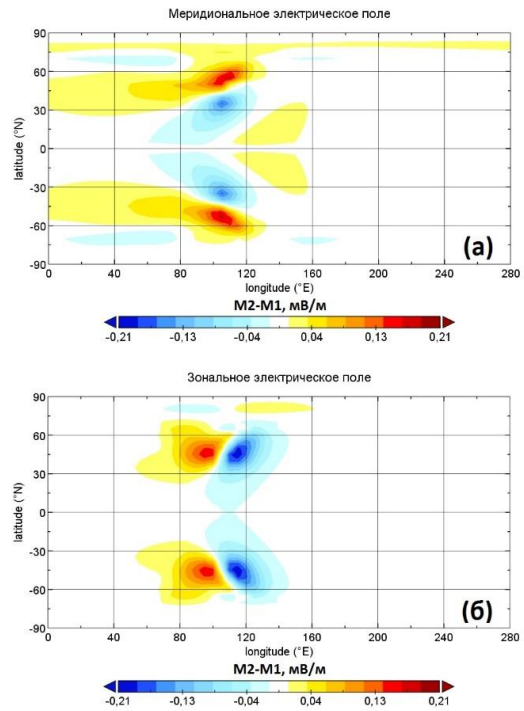 Меридиональное электрическое поле
90
60
30
0
-30
-60
-90
latitude (°N)
0 40 80 120 160 200 240 280
longitude (°E)
(а)
M2-M1, мВ/м
-0,21 -0,13 -0,04 0,04 0,13 0,21
Зональное электрическое поле
90
60
30
0
-30
-60
-90
latitude (°N)
0 40 80 120 160 200 240 280
longitude (°E)
(б)
M2-M1, мВ/м
-0,21 -0,13 -0,04 0,04 0,13 0,21